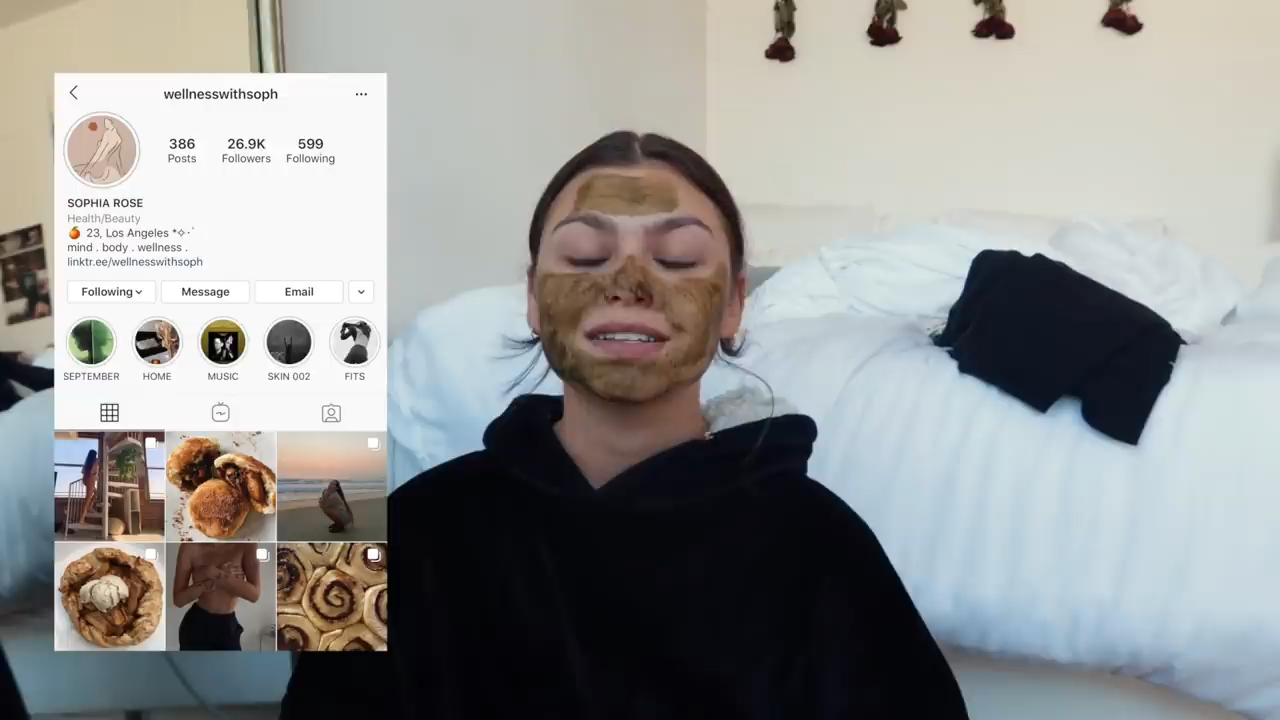 wellnesswithsoph
386
26.9K
599
Posts
Followers
Following
SOPHIA ROSE
Health/Beauty
23, Los Angeles
mind . body . wellness .
linktr.ee/wellnesswithsoph
Following
Message
Email
SEPTEMBER
HOME
MUSIC
SKIN 002
FITS